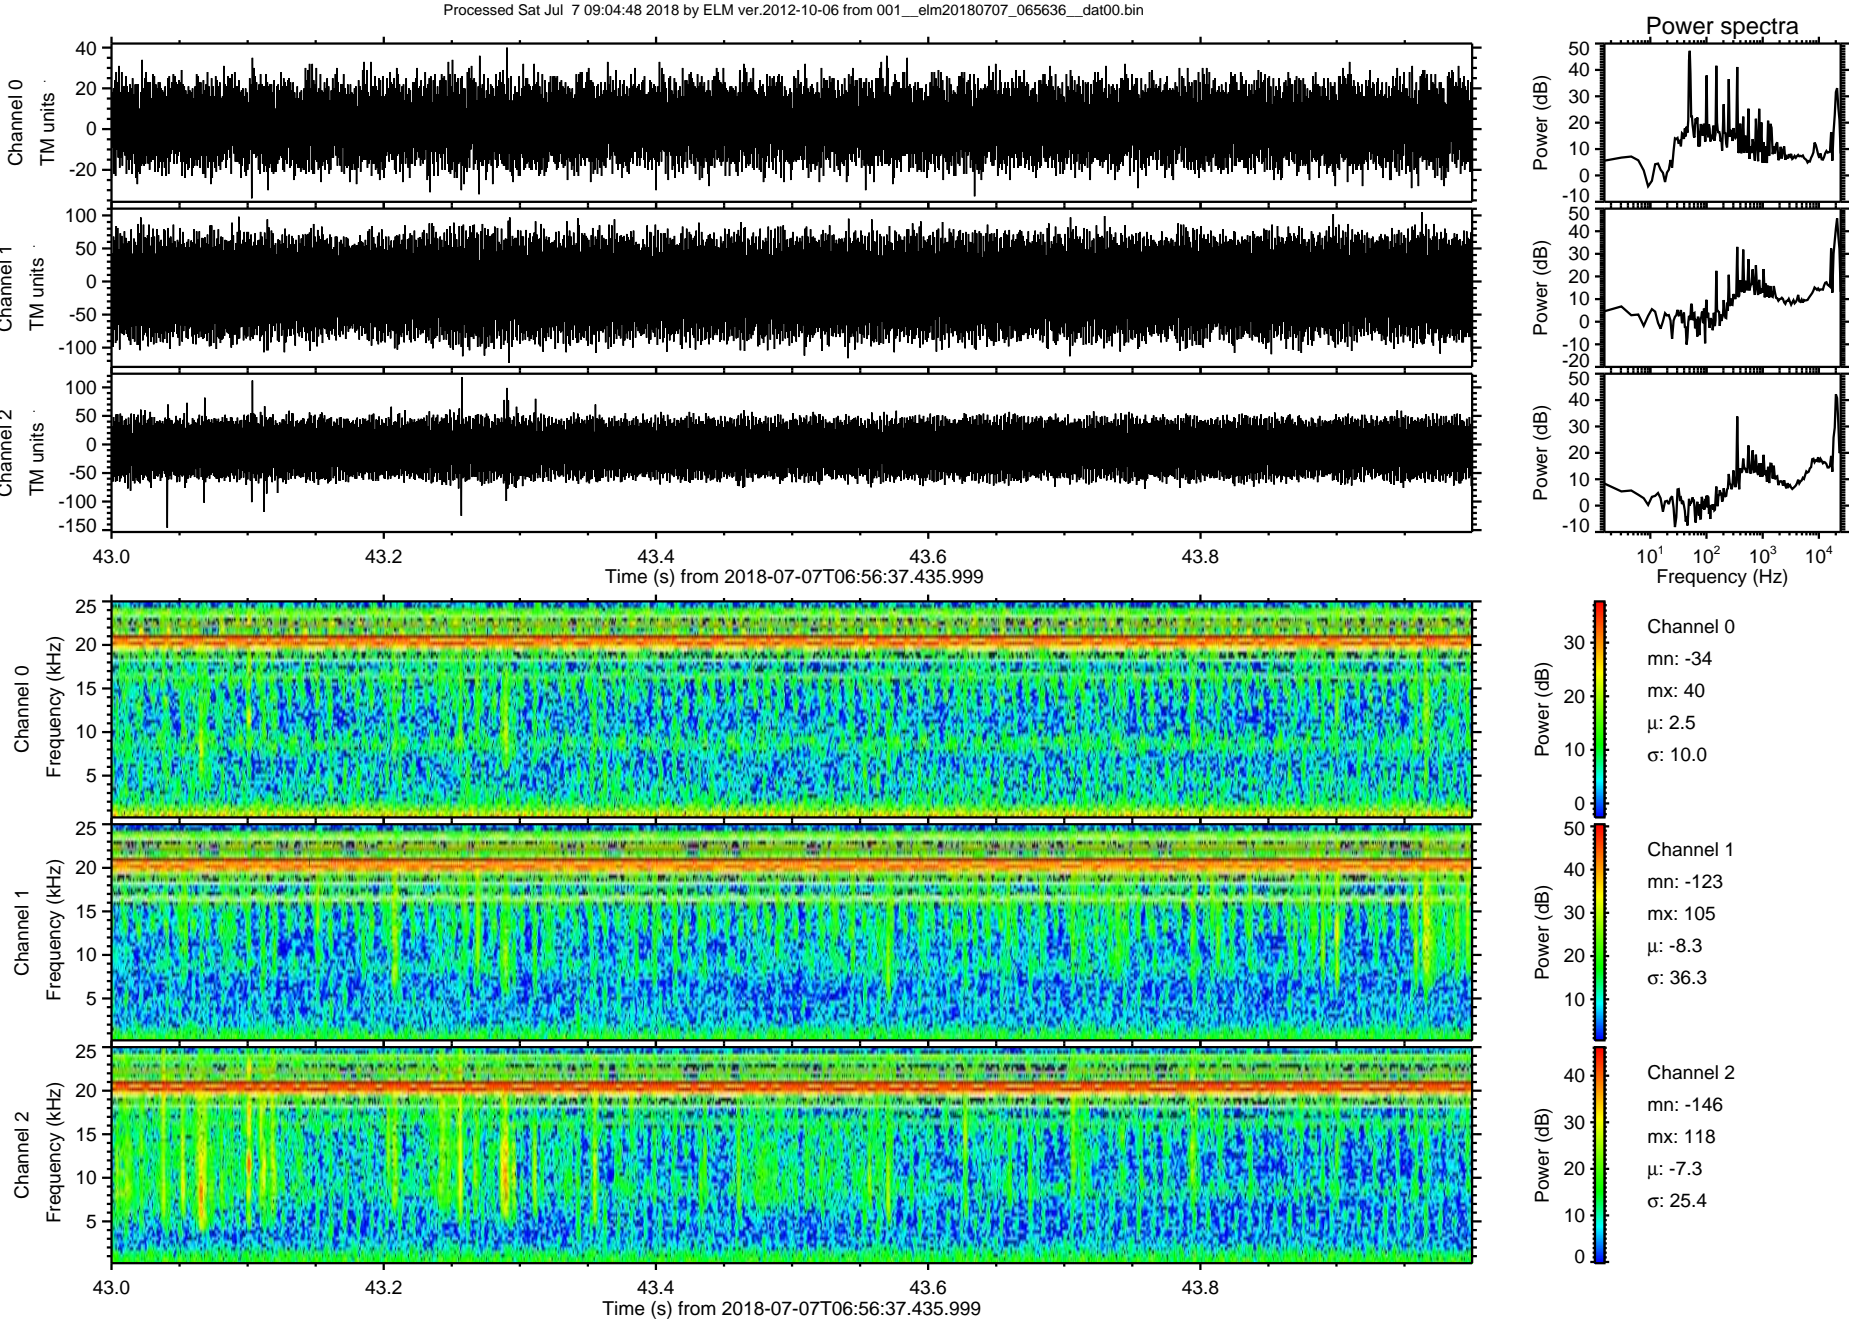 Processed Sat Jul 7 09:04:48 2018 by ELM ver.2012-10-06 from 001__elm20180707_065636__dat00.bin
Power spectra
Channel 0
TM units
40
20
0
-20
Power (dB)
50
40
30
20
10
0
-10
Channel 1
TM units
100
50
0
-50
-100
Power (dB)
50
40
30
20
10
0
-10
-20
Channel 2
TM units
100
50
0
-50
-100
-150
Power (dB)
50
40
30
20
10
0
-10
43.0 43.2 43.4 43.6 43.8
Time (s) from 2018-07-07T06:56:37.435.999
10¹ 10² 10³ 10⁴
Frequency (Hz)
Channel 0
Frequency (kHz)
25
20
15
10
5
Power (dB)
30
20
10
0
Channel 0
mn: -34
mx: 40
μ: 2.5
σ: 10.0
Channel 1
Frequency (kHz)
25
20
15
10
5
Power (dB)
50
40
30
20
10
Channel 1
mn: -123
mx: 105
μ: -8.3
σ: 36.3
Channel 2
Frequency (kHz)
25
20
15
10
5
Power (dB)
40
30
20
10
0
Channel 2
mn: -146
mx: 118
μ: -7.3
σ: 25.4
43.0 43.2 43.4 43.6 43.8
Time (s) from 2018-07-07T06:56:37.435.999